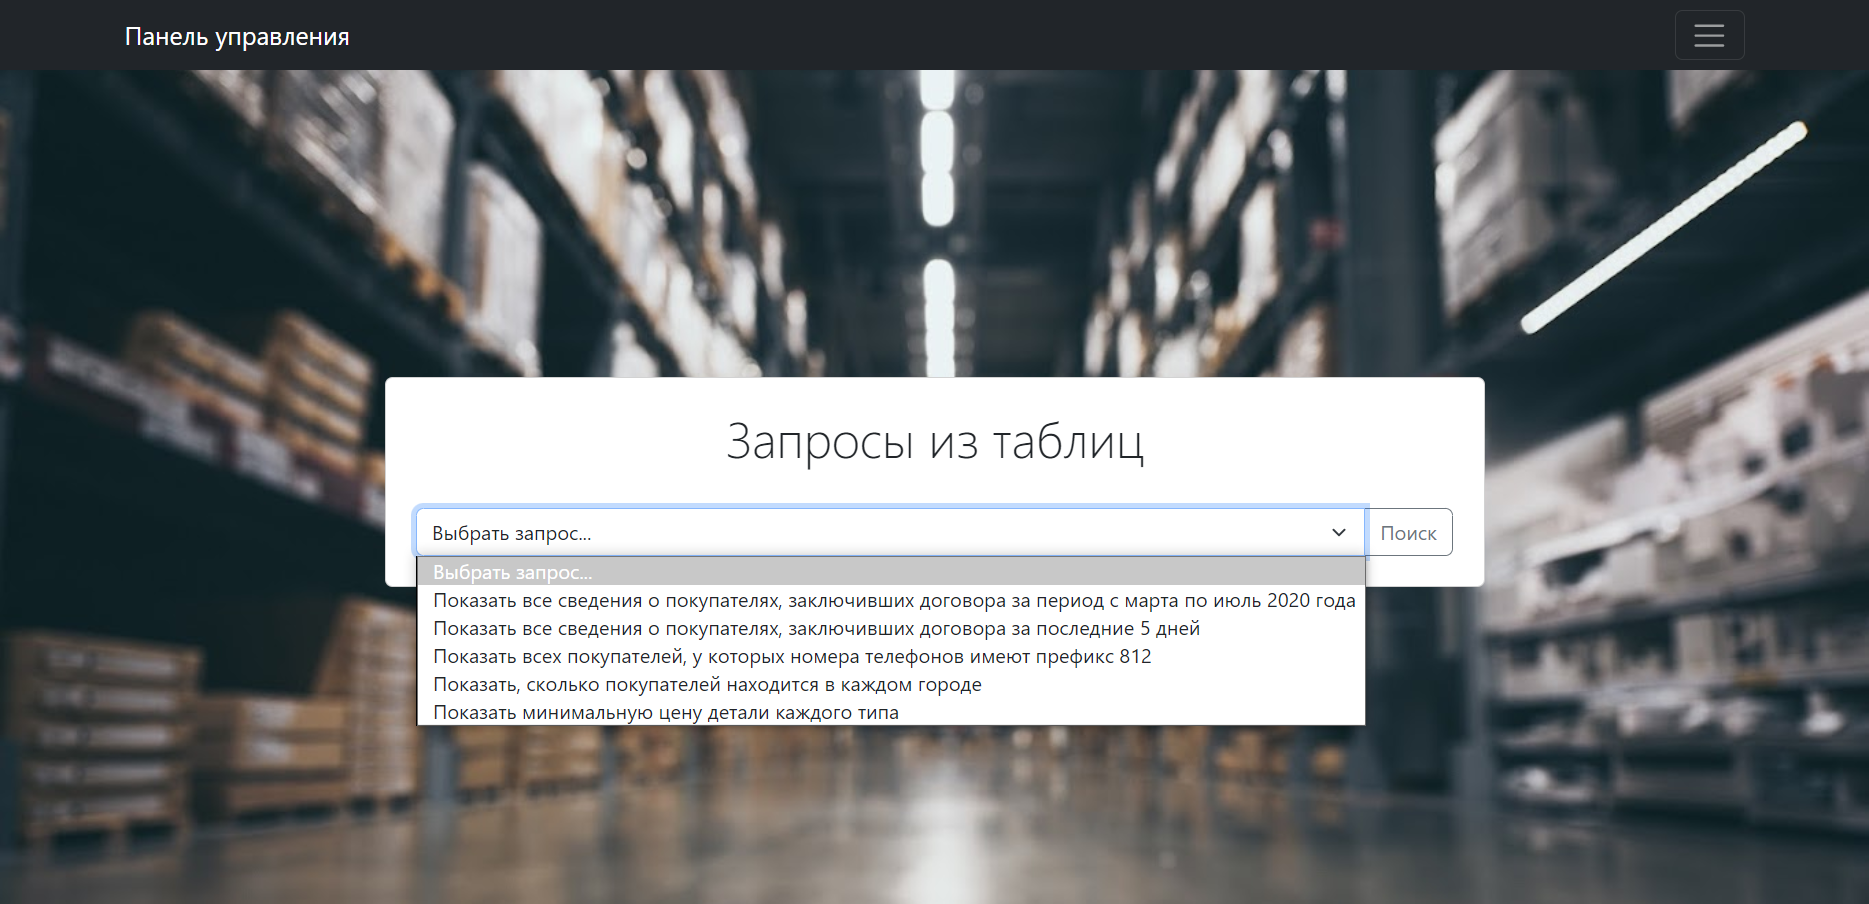 Панель управления
Запросы из таблиц
Выбрать запрос...
Поиск
Выбрать запрос...
Показать все сведения о покупателях, заключивших договора за период с марта по июль 2020 года
Показать все сведения о покупателях, заключивших договора за последние 5 дней
Показать всех покупателей, у которых номера телефонов имеют префикс 812
Показать, сколько покупателей находится в каждом городе
Показать минимальную цену детали каждого типа